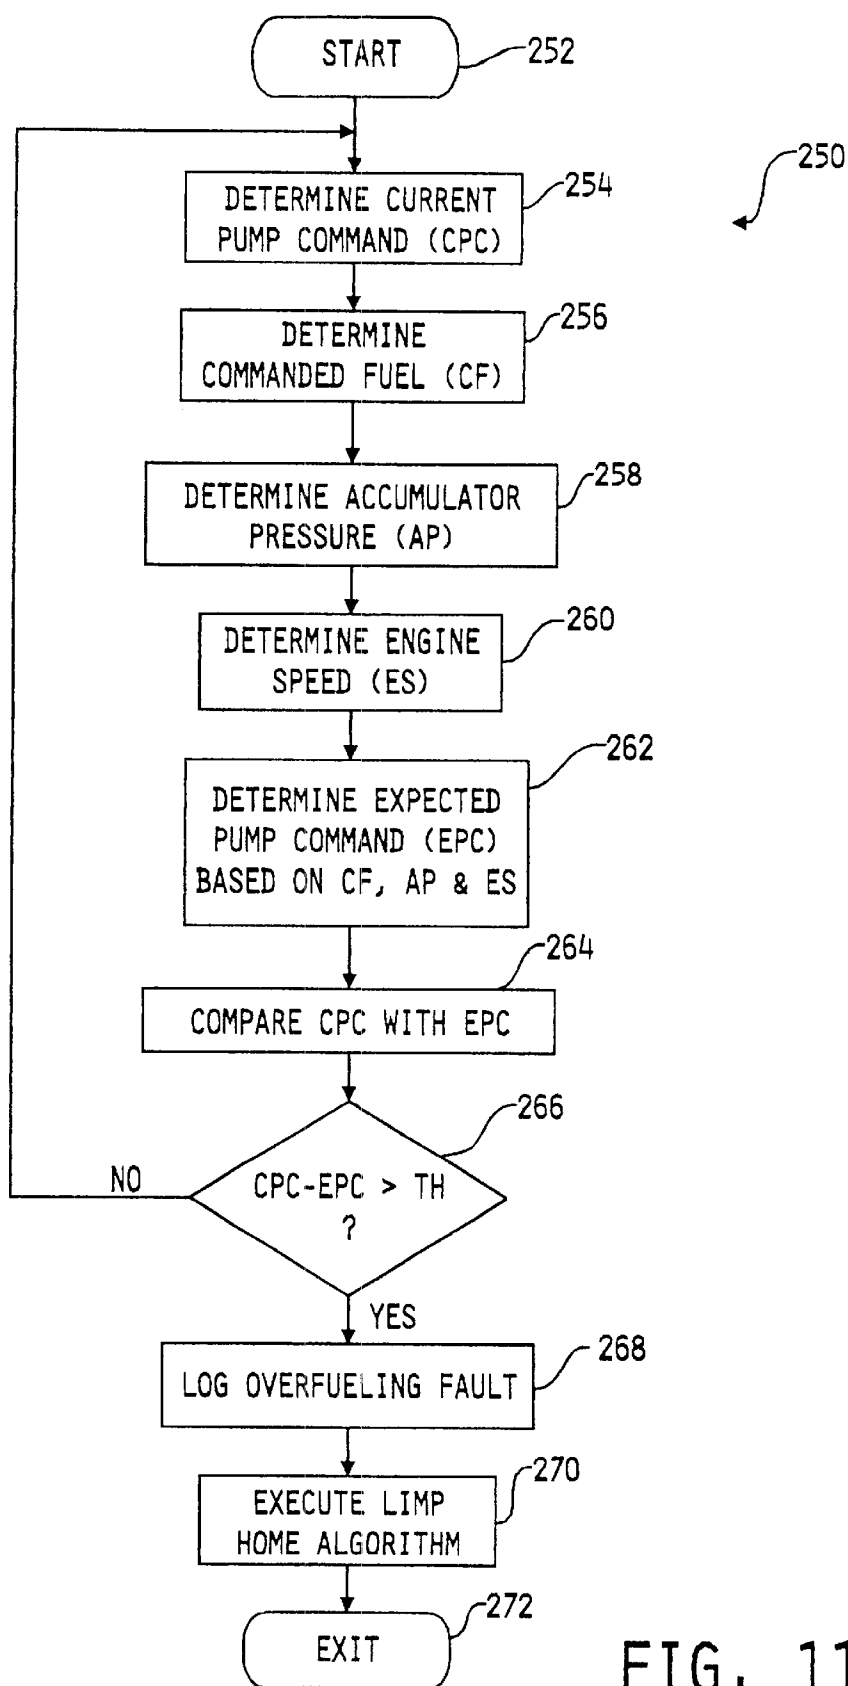 START
252
250
DETERMINE CURRENT
PUMP COMMAND (CPC)
254
DETERMINE
COMMANDED FUEL (CF)
256
DETERMINE ACCUMULATOR
PRESSURE (AP)
258
DETERMINE ENGINE
SPEED (ES)
260
DETERMINE EXPECTED
PUMP COMMAND (EPC)
BASED ON CF, AP & ES
262
COMPARE CPC WITH EPC
264
CPC-EPC > TH
?
266
NO
YES
LOG OVERFUELING FAULT
268
EXECUTE LIMP
HOME ALGORITHM
270
EXIT
272
FIG. 11